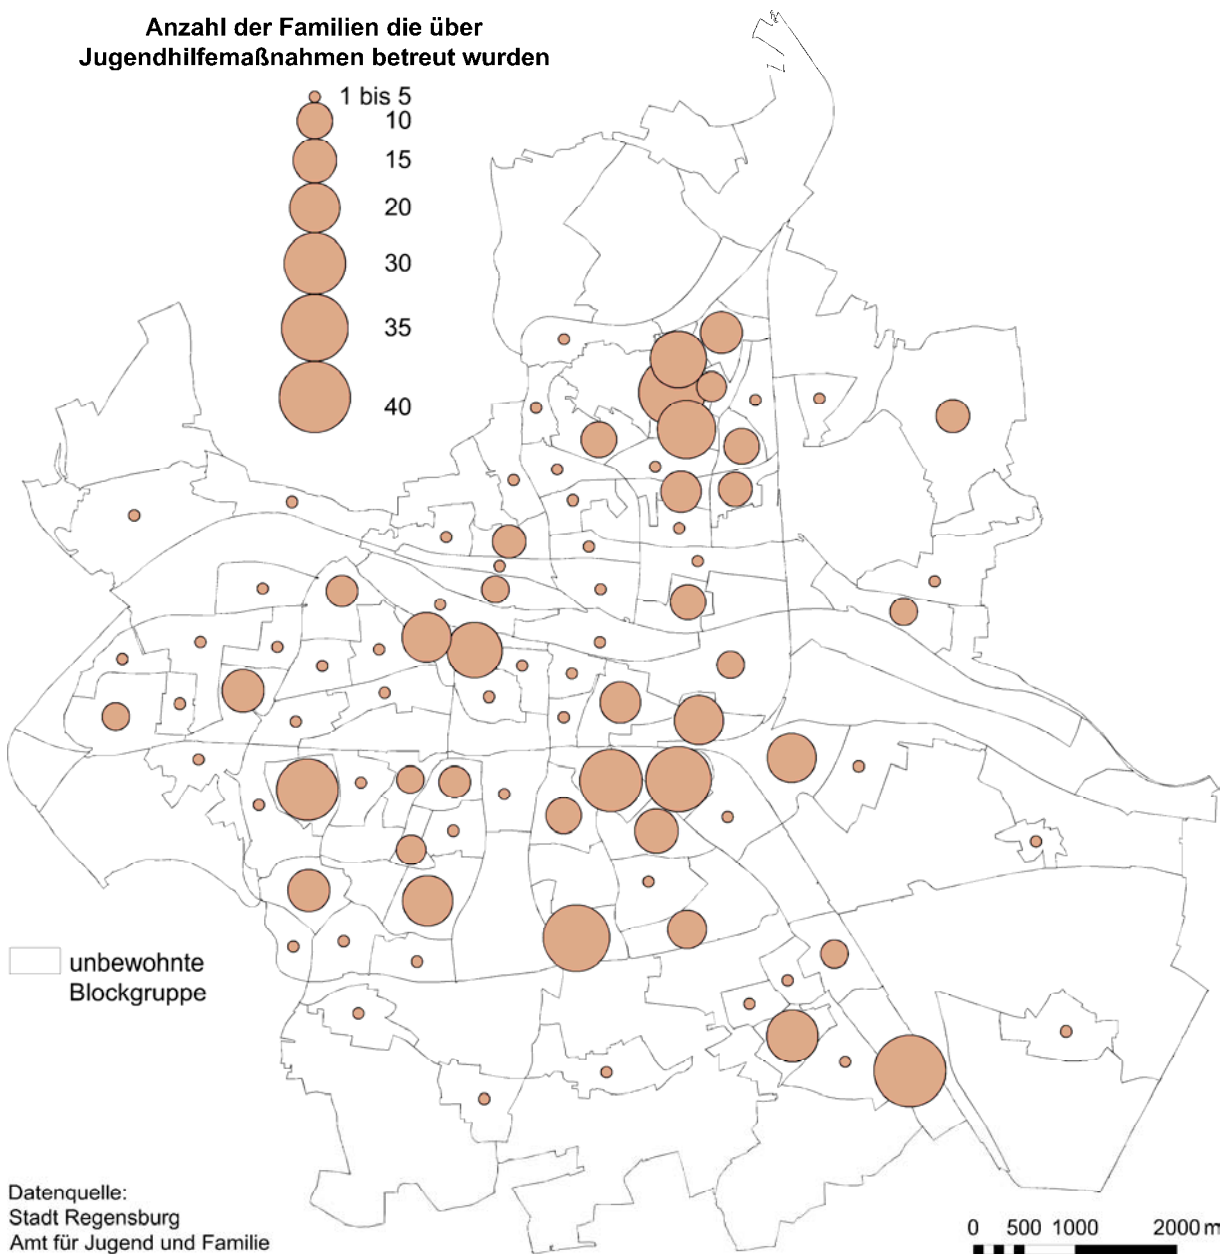 Anzahl der Familien die über
Jugendhilfemaßnahmen betreut wurden
1 bis 5
10
15
20
30
35
40
unbewohnte
Blockgruppe
Datenquelle:
Stadt Regensburg
Amt für Jugend und Familie
0 500 1000 2000 m